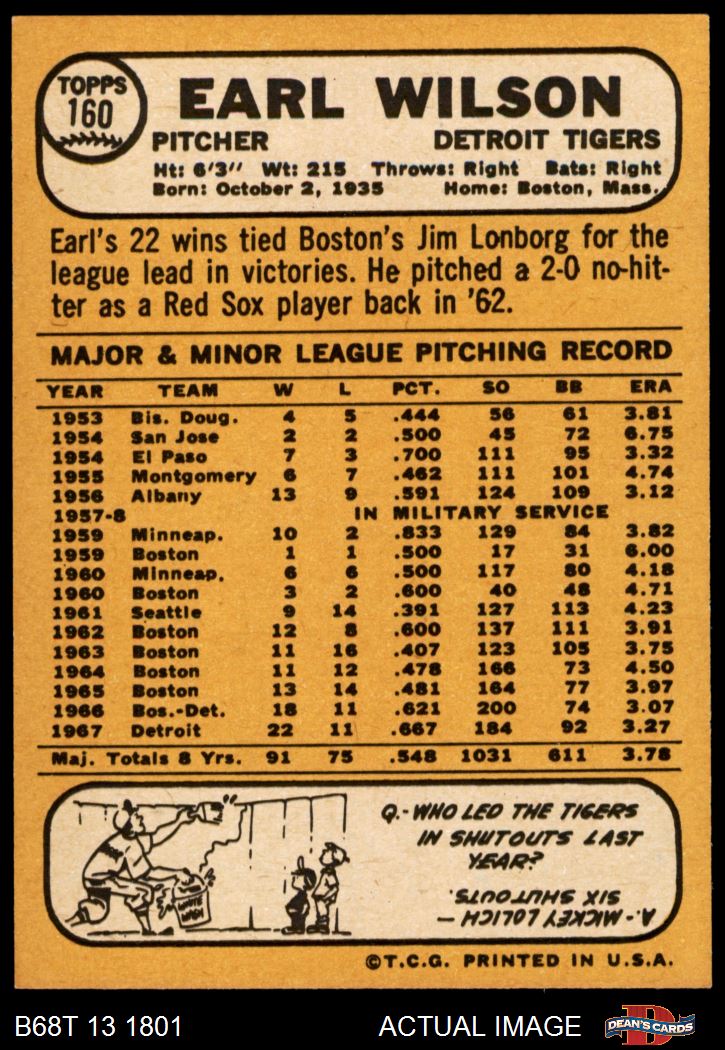 TOPPS
160
EARL WILSON
PITCHER DETROIT TIGERS
Ht: 6'3" Wt: 215 Throws: Right Bats: Right
Born: October 2, 1935 Home: Boston, Mass.
Earl's 22 wins tied Boston's Jim Lonborg for the
league lead in victories. He pitched a 2-0 no-hit-
ter as a Red Sox player back in '62.
MAJOR & MINOR LEAGUE PITCHING RECORD
YEAR TEAM W L PCT. SO BB ERA
1953 Bis. Doug. 4 5 .444 56 61 3.81
1954 San Jose 2 2 .500 45 72 6.75
1954 El Paso 7 3 .700 111 95 3.32
1955 Montgomery 6 7 .462 111 101 4.74
1956 Albany 13 9 .591 124 109 3.12
1957-8 IN MILITARY SERVICE
1959 Minneap. 10 2 .833 129 84 3.82
1959 Boston 1 1 .500 17 31 6.00
1960 Minneap. 6 6 .500 117 80 4.18
1960 Boston 3 2 .600 40 48 4.71
1961 Seattle 9 14 .391 127 113 4.23
1962 Boston 12 8 .600 137 111 3.91
1963 Boston 11 16 .407 123 105 3.75
1964 Boston 11 12 .478 166 73 4.50
1965 Boston 13 14 .481 164 77 3.97
1966 Bos.-Det. 18 11 .621 200 74 3.07
1967 Detroit 22 11 .667 184 92 3.27
Maj. Totals 8 Yrs. 91 75 .548 1031 611 3.78
WHITE
WASH
Q.- WHO LED THE TIGERS
IN SHUTOUTS LAST
YEAR?
A.- MICKEY LOLICH —
SIX SHUTOUTS.
©T.C.G. PRINTED IN U.S.A.
B68T 13 1801 ACTUAL IMAGE
D
DEAN'S CARDS